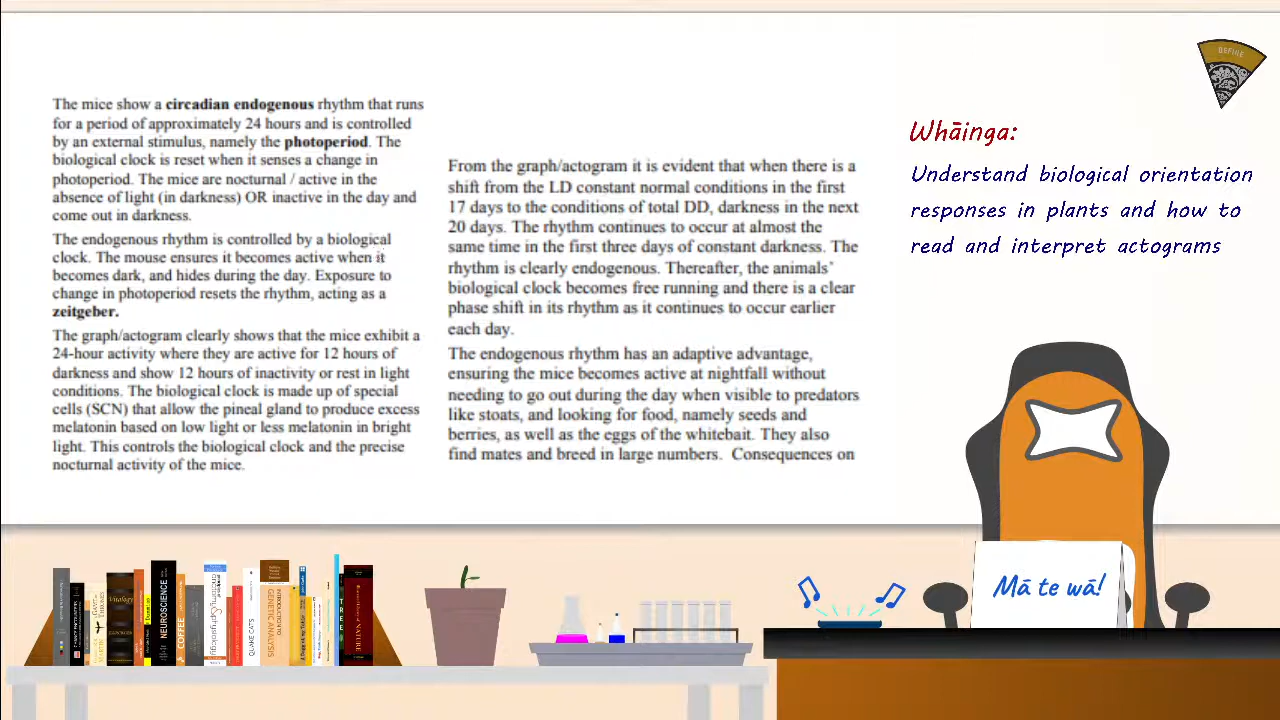 The mice show a circadian endogenous rhythm that runs
for a period of approximately 24 hours and is controlled
by an external stimulus, namely the photoperiod. The
biological clock is reset when it senses a change in
photoperiod. The mice are nocturnal / active in the
absence of light (in darkness) OR inactive in the day and
come out in darkness.
The endogenous rhythm is controlled by a biological
clock. The mouse ensures it becomes active when it
becomes dark, and hides during the day. Exposure to
change in photoperiod resets the rhythm, acting as a
zeitgeber.
The graph/actogram clearly shows that the mice exhibit a
24-hour activity where they are active for 12 hours of
darkness and show 12 hours of inactivity or rest in light
conditions. The biological clock is made up of special
cells (SCN) that allow the pineal gland to produce excess
melatonin based on low light or less melatonin in bright
light. This controls the biological clock and the precise
nocturnal activity of the mice.
From the graph/actogram it is evident that when there is a
shift from the LD constant normal conditions in the first
17 days to the conditions of total DD, darkness in the next
20 days. The rhythm continues to occur at almost the
same time in the first three days of constant darkness. The
rhythm is clearly endogenous. Thereafter, the animals'
biological clock becomes free running and there is a clear
phase shift in its rhythm as it continues to occur earlier
each day.
The endogenous rhythm has an adaptive advantage,
ensuring the mice becomes active at nightfall without
needing to go out during the day when visible to predators
like stoats, and looking for food, namely seeds and
berries, as well as the eggs of the whitebait. They also
find mates and breed in large numbers. Consequences on
DEFINE
Whāinga:
Understand biological orientation
responses in plants and how to
read and interpret actograms
Virology
NEUROSCIENCE
COFFEE
QUARE CATS
GENETIC ANALYSIS
TREE
NATURE
Mā te wā!